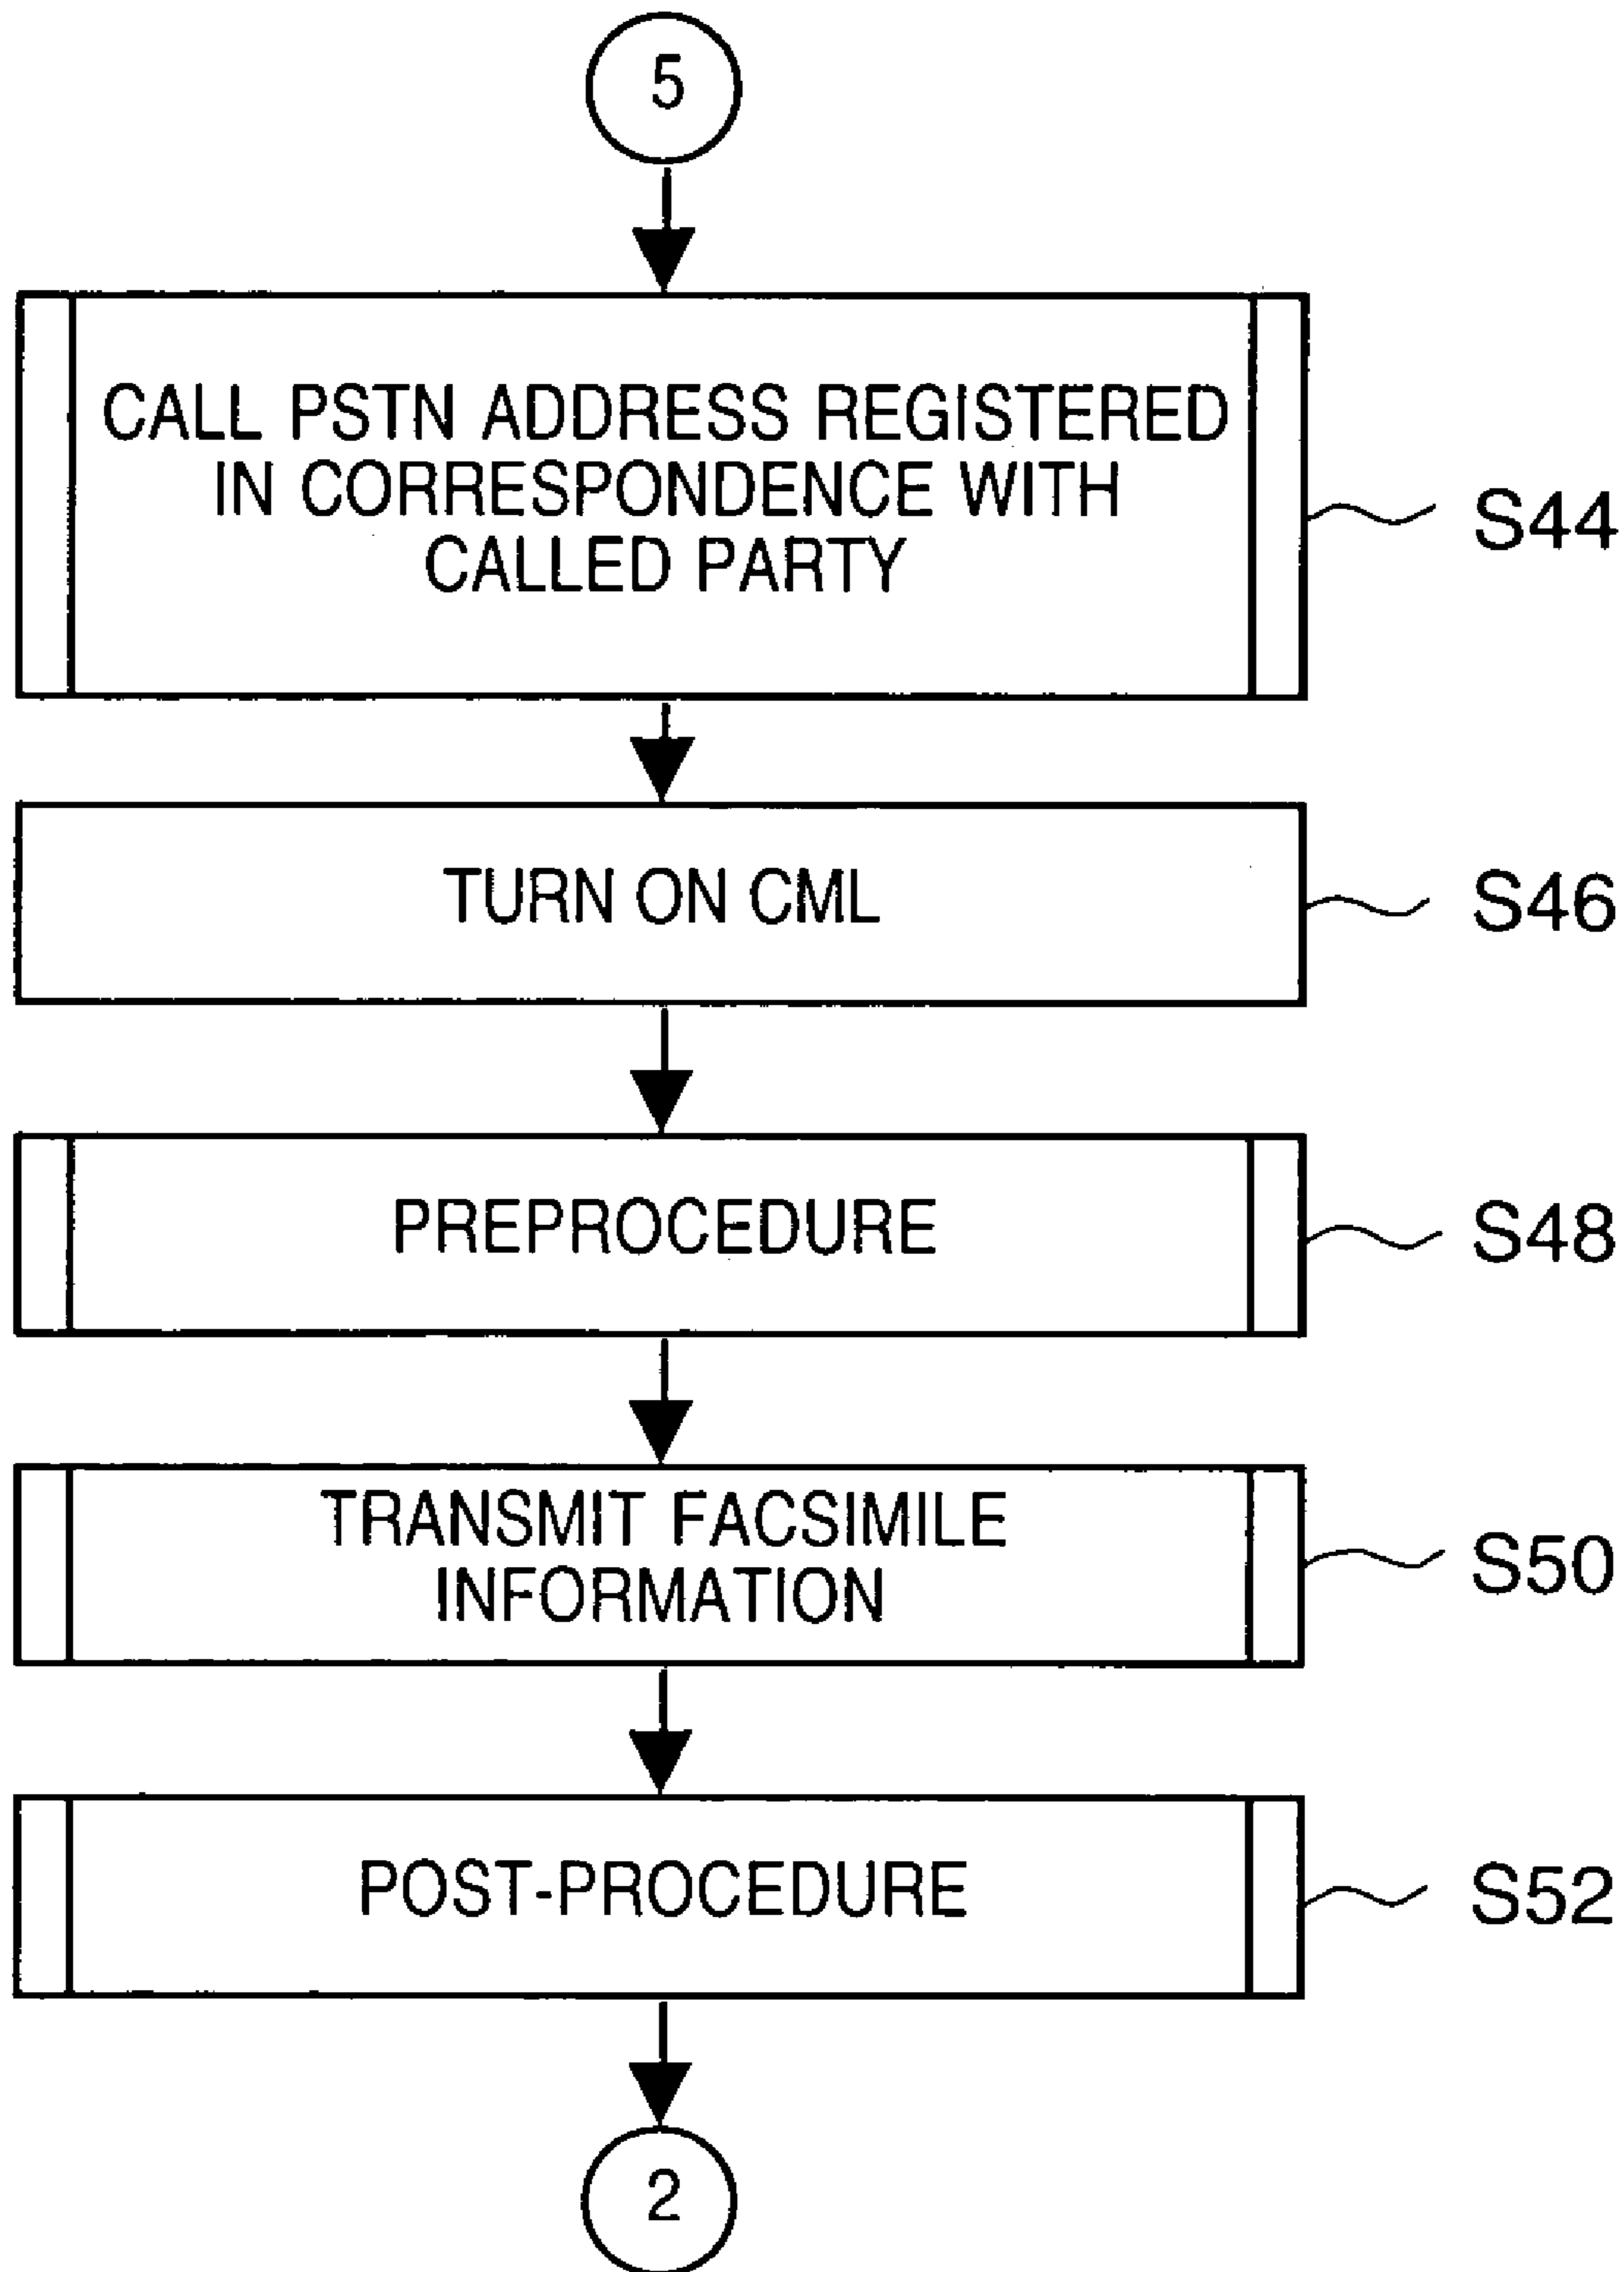 5
CALL PSTN ADDRESS REGISTERED
IN CORRESPONDENCE WITH
CALLED PARTY
S44
TURN ON CML
S46
PREPROCEDURE
S48
TRANSMIT FACSIMILE
INFORMATION
S50
POST-PROCEDURE
S52
2